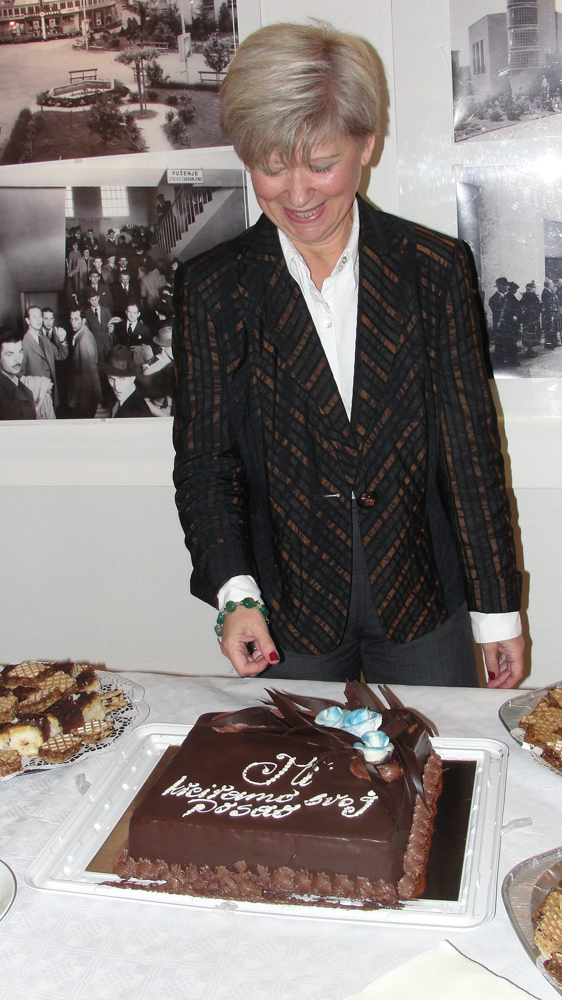 PUŠENJE
STROGO ZABRANJENO
Mi
kreiramo svoj
posao